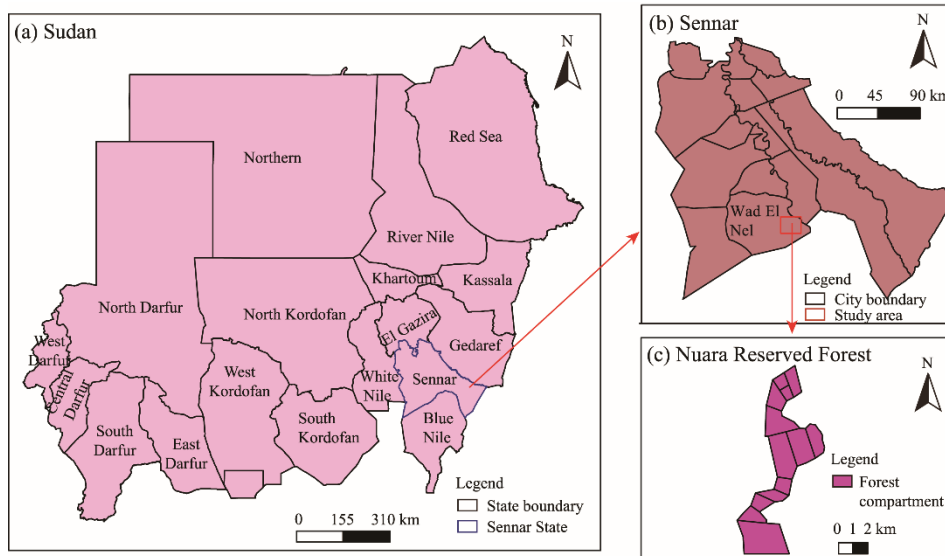 (a) Sudan
N
Northern
Red Sea
River Nile
Khartoum
Kassala
North Darfur
North Kordofan
El Gazira
Gedaref
West
Darfur
Central
Darfur
West
Kordofan
White
Nile
Sennar
South
Darfur
East
Darfur
South
Kordofan
Blue
Nile
Legend
State boundary
Sennar State
0 155 310 km
(b) Sennar
N
0 45 90 km
Wad El
Nel
Legend
City boundary
Study area
(c) Nuara Reserved Forest
N
Legend
Forest
compartment
0 1 2 km